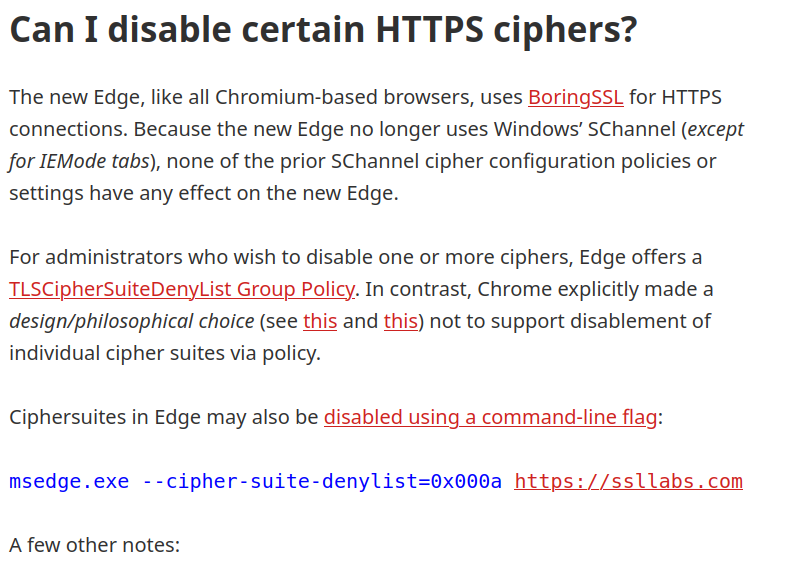 Can I disable certain HTTPS ciphers?
The new Edge, like all Chromium-based browsers, uses BoringSSL for HTTPS
connections. Because the new Edge no longer uses Windows’ SChannel (except
for IEMode tabs), none of the prior SChannel cipher configuration policies or
settings have any effect on the new Edge.
For administrators who wish to disable one or more ciphers, Edge offers a
TLSCipherSuiteDenyList Group Policy. In contrast, Chrome explicitly made a
design/philosophical choice (see this and this) not to support disablement of
individual cipher suites via policy.
Ciphersuites in Edge may also be disabled using a command-line flag:
msedge.exe --cipher-suite-denylist=0x000a https://ssllabs.com
A few other notes: